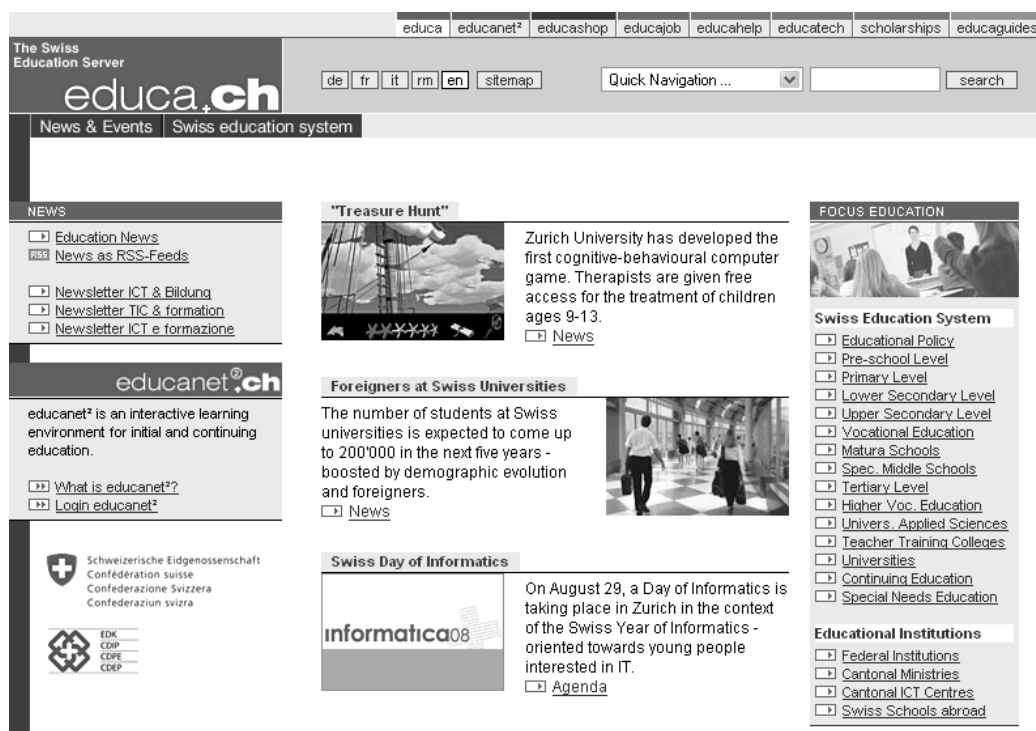 educa educanet² educashop educajob educahelp educatech scholarships educaguides
The Swiss
Education Server
educa.ch
de fr it rm en sitemap
Quick Navigation ...
search
News & Events Swiss education system
NEWS
Education News
RSS News as RSS-Feeds
Newsletter ICT & Bildung
Newsletter TIC & formation
Newsletter ICT e formazione
educanet².ch
educanet² is an interactive learning
environment for initial and continuing
education.
What is educanet²?
Login educanet²
Schweizerische Eidgenossenschaft
Confédération suisse
Confederazione Svizzera
Confederaziun svizra
EDK
CDIP
CDPE
CDEP
"Treasure Hunt"
Zurich University has developed the
first cognitive-behavioural computer
game. Therapists are given free
access for the treatment of children
ages 9-13.
News
Foreigners at Swiss Universities
The number of students at Swiss
universities is expected to come up
to 200'000 in the next five years -
boosted by demographic evolution
and foreigners.
News
Swiss Day of Informatics
informatica08
On August 29, a Day of Informatics is
taking place in Zurich in the context
of the Swiss Year of Informatics -
oriented towards young people
interested in IT.
Agenda
FOCUS EDUCATION
Swiss Education System
Educational Policy
Pre-school Level
Primary Level
Lower Secondary Level
Upper Secondary Level
Vocational Education
Matura Schools
Spec. Middle Schools
Tertiary Level
Higher Voc. Education
Univers. Applied Sciences
Teacher Training Colleges
Universities
Continuing Education
Special Needs Education
Educational Institutions
Federal Institutions
Cantonal Ministries
Cantonal ICT Centres
Swiss Schools abroad